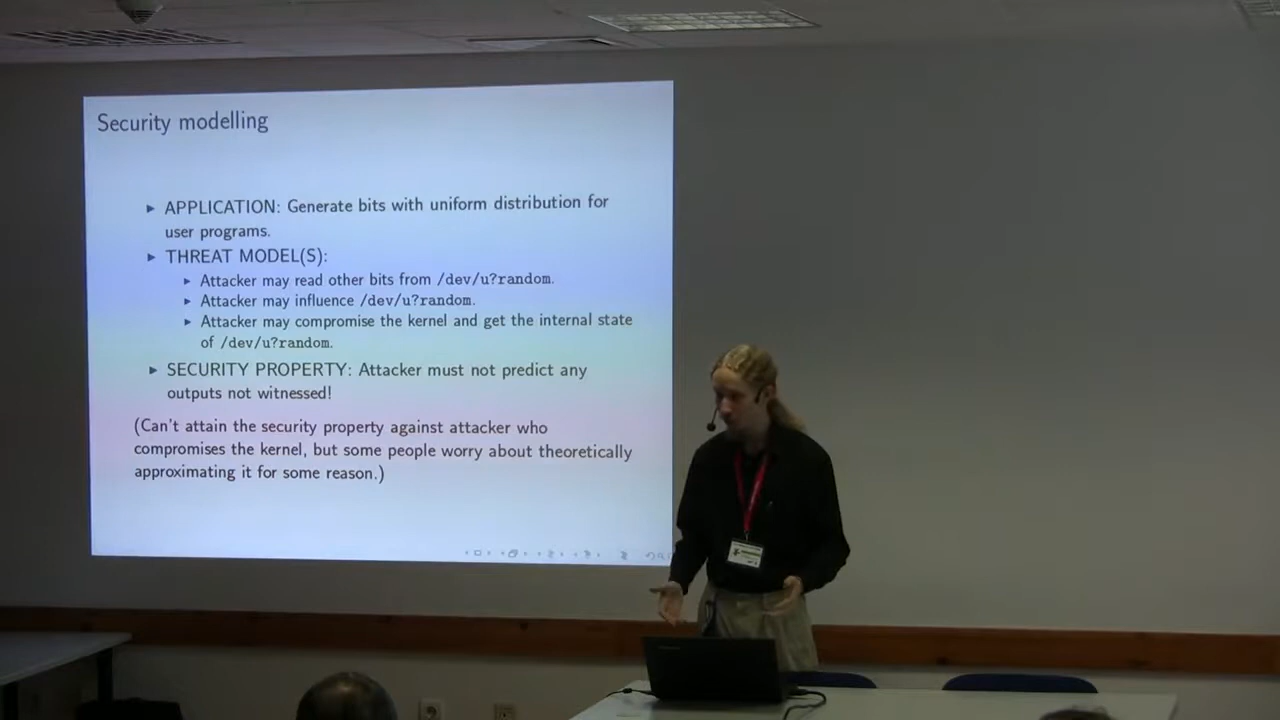 Security modelling
▶ APPLICATION: Generate bits with uniform distribution for
user programs.
▶ THREAT MODEL(S):
▶ Attacker may read other bits from /dev/u?random.
▶ Attacker may influence /dev/u?random.
▶ Attacker may compromise the kernel and get the internal state
of /dev/u?random.
▶ SECURITY PROPERTY: Attacker must not predict any
outputs not witnessed!
(Can't attain the security property against attacker who
compromises the kernel, but some people worry about theoretically
approximating it for some reason.)